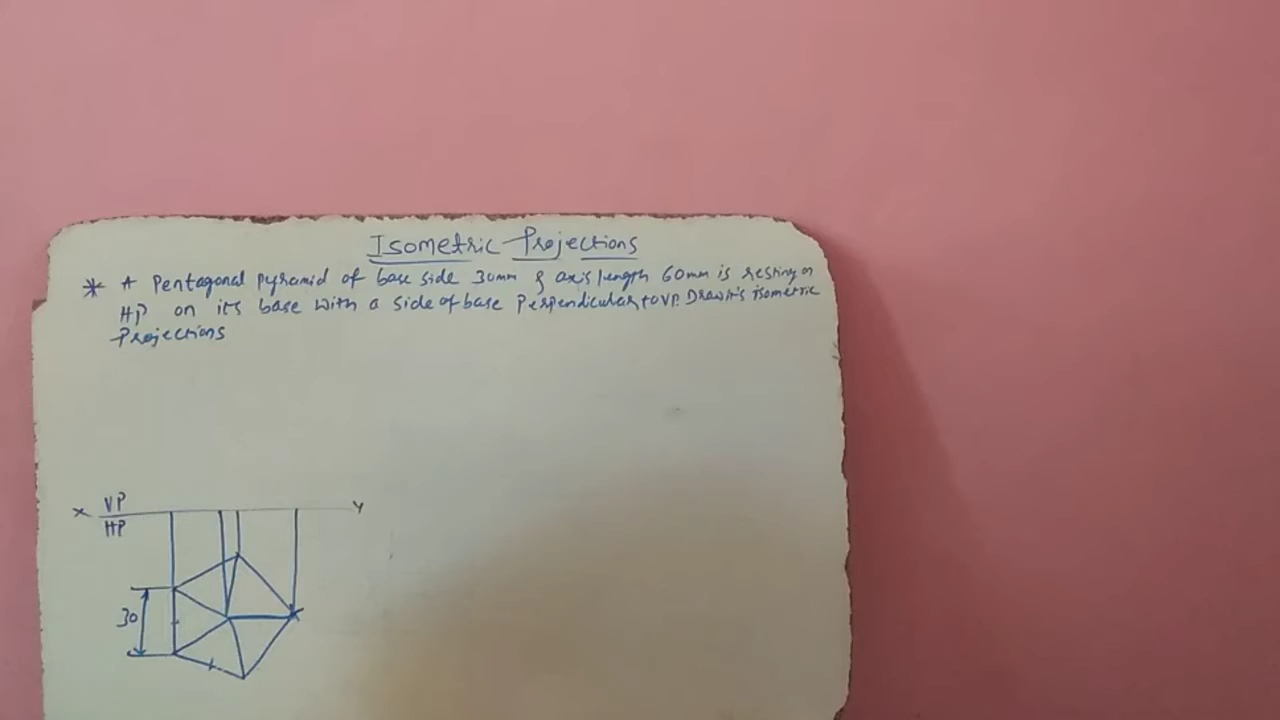 Isometric Projections
* A Pentagonal pyramid of base side 30mm & axis length 60mm is resting on
HP on its base with a side of base Perpendicular to VP. Draw it's isometric
Projections
X VP Y
HP
30